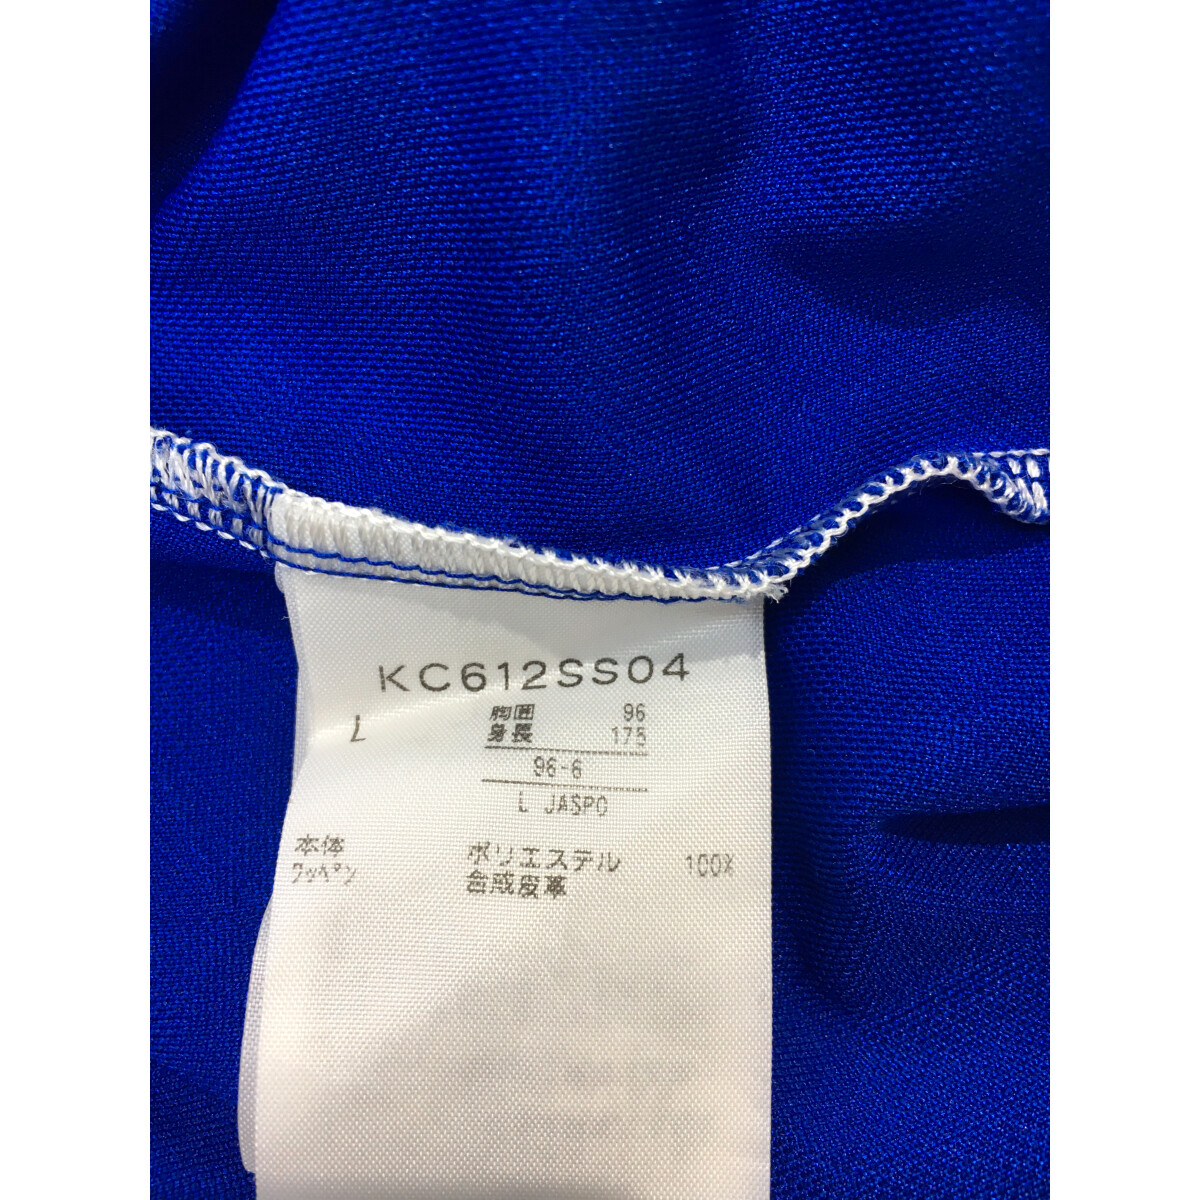 KC612SS04
L 胸囲 96
身長 175
96-6
L JASPO
本体 ポリエステル 100%
ワッペン 合成皮革